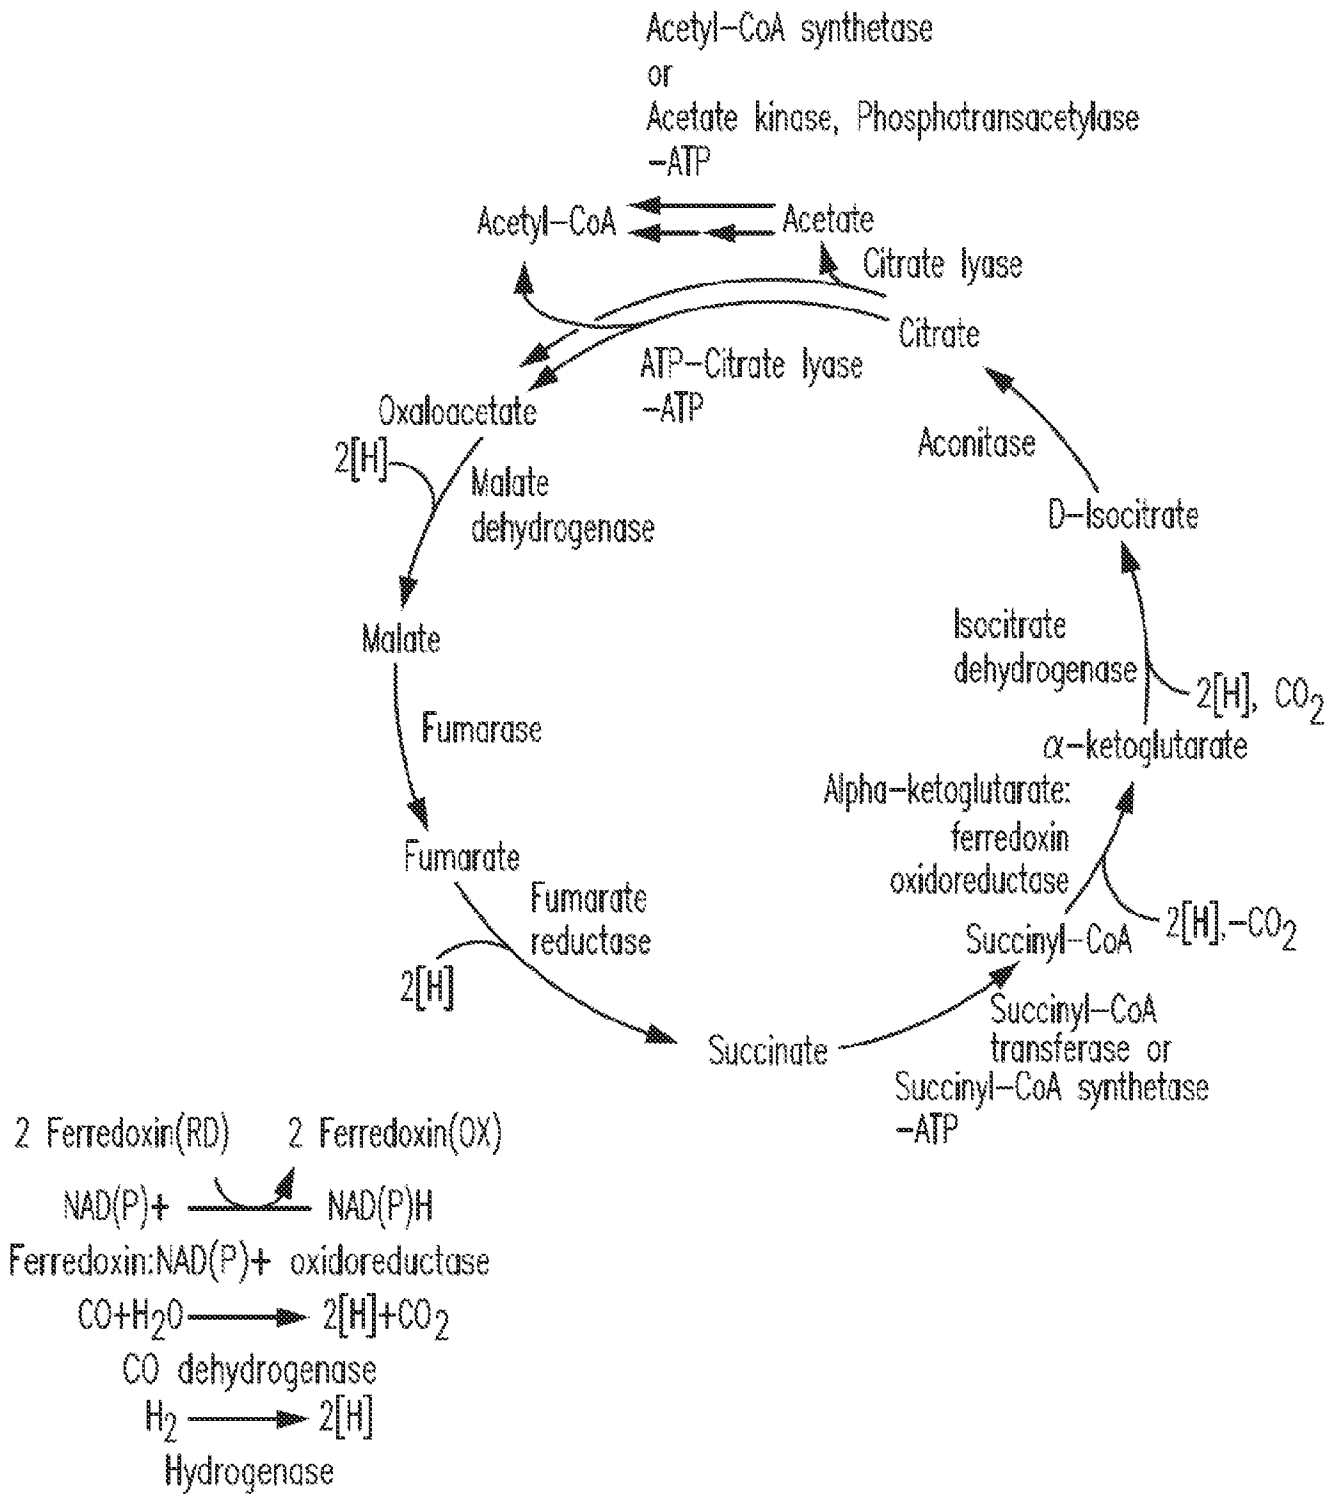 Acetyl-CoA synthetase
or
Acetate kinase, Phosphotransacetylase
-ATP
Acetyl-CoA
Acetate
Citrate lyase
Citrate
ATP-Citrate lyase
-ATP
Oxaloacetate
2[H]
Malate
dehydrogenase
Aconitase
D-Isocitrate
Malate
Isocitrate
dehydrogenase
2[H], CO2
Fumarase
α-ketoglutarate
Alpha-ketoglutarate:
ferredoxin
oxidoreductase
Fumarate
Fumarate
reductase
2[H]
2[H],-CO2
Succinyl-CoA
Succinate
Succinyl-CoA
transferase or
Succinyl-CoA synthetase
-ATP
2 Ferredoxin(RD) 2 Ferredoxin(OX)
NAD(P)+ NAD(P)H
Ferredoxin:NAD(P)+ oxidoreductase
CO+H2O 2[H]+CO2
CO dehydrogenase
H2 2[H]
Hydrogenase